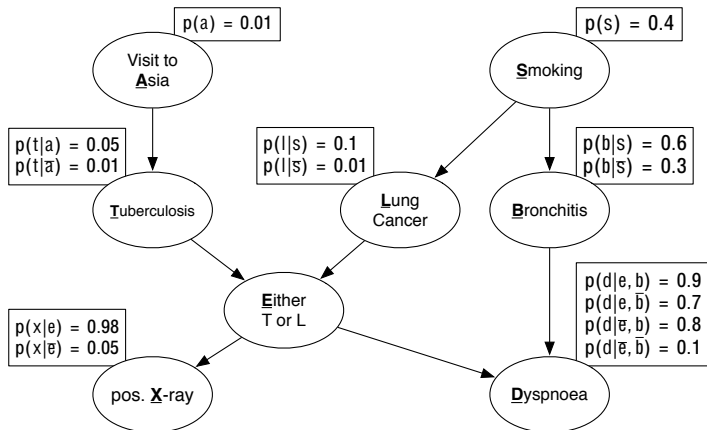 p(a) = 0.01
p(s) = 0.4
Visit to
Asia
Smoking
p(t|a) = 0.05
p(t|a̅) = 0.01
p(l|s) = 0.1
p(l|s̅) = 0.01
p(b|s) = 0.6
p(b|s̅) = 0.3
Tuberculosis
Lung
Cancer
Bronchitis
Either
T or L
p(d|e, b) = 0.9
p(d|e, b̅) = 0.7
p(d|e̅, b) = 0.8
p(d|e̅, b̅) = 0.1
p(x|e) = 0.98
p(x|e̅) = 0.05
pos. X-ray
Dyspnoea